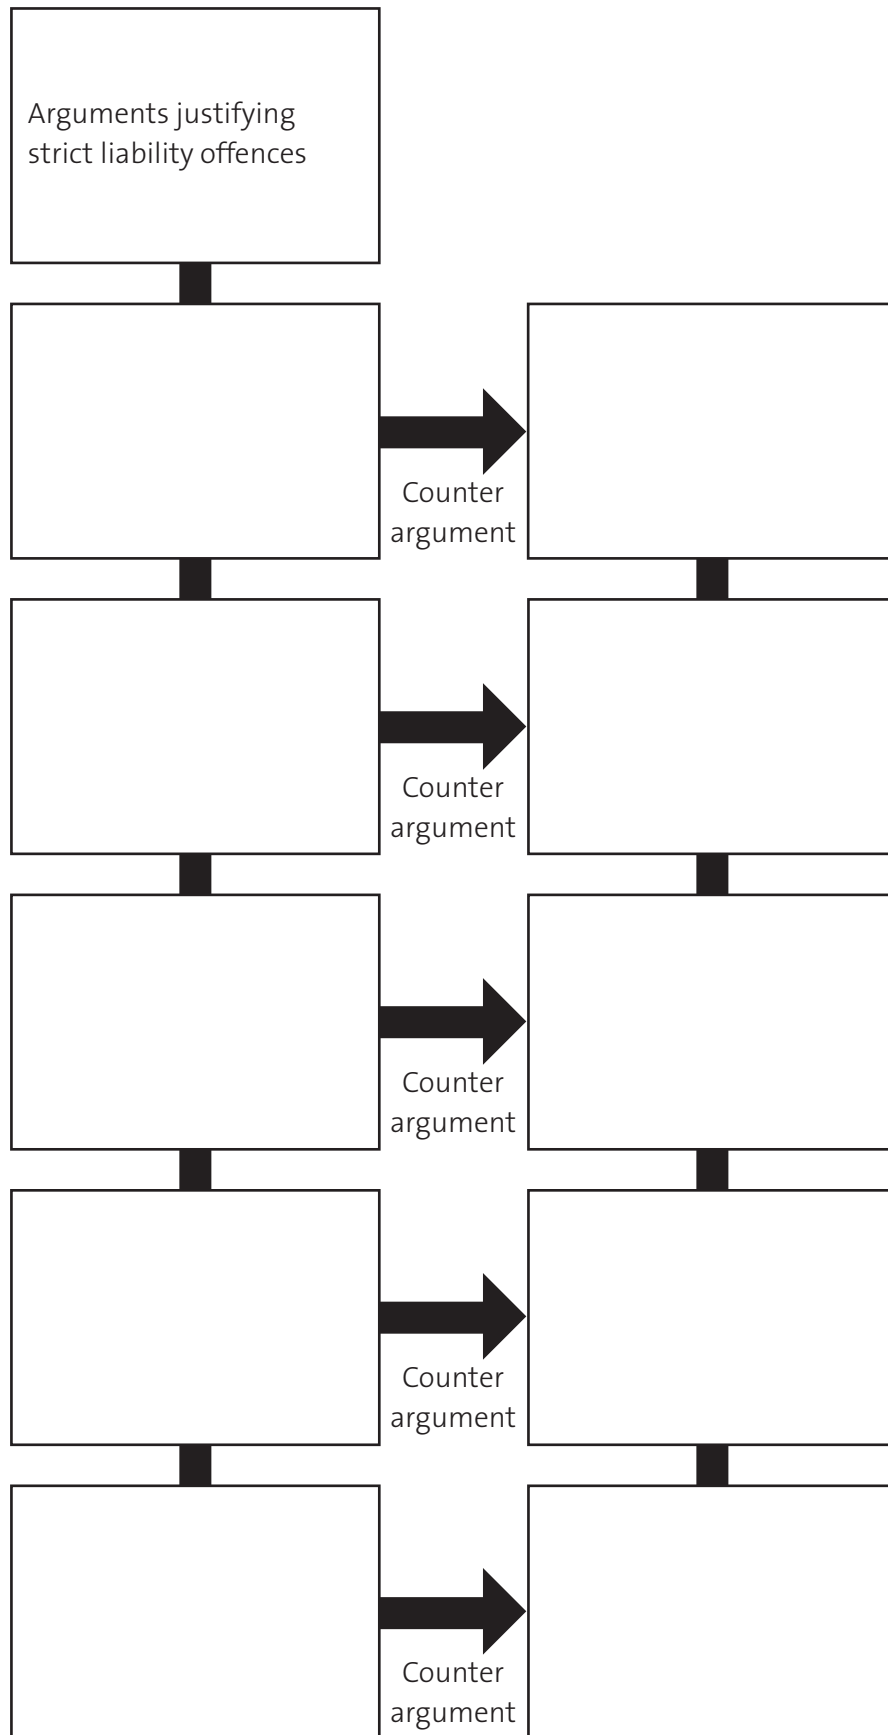 Arguments justifying
strict liability offences
Counter
argument
Counter
argument
Counter
argument
Counter
argument
Counter
argument